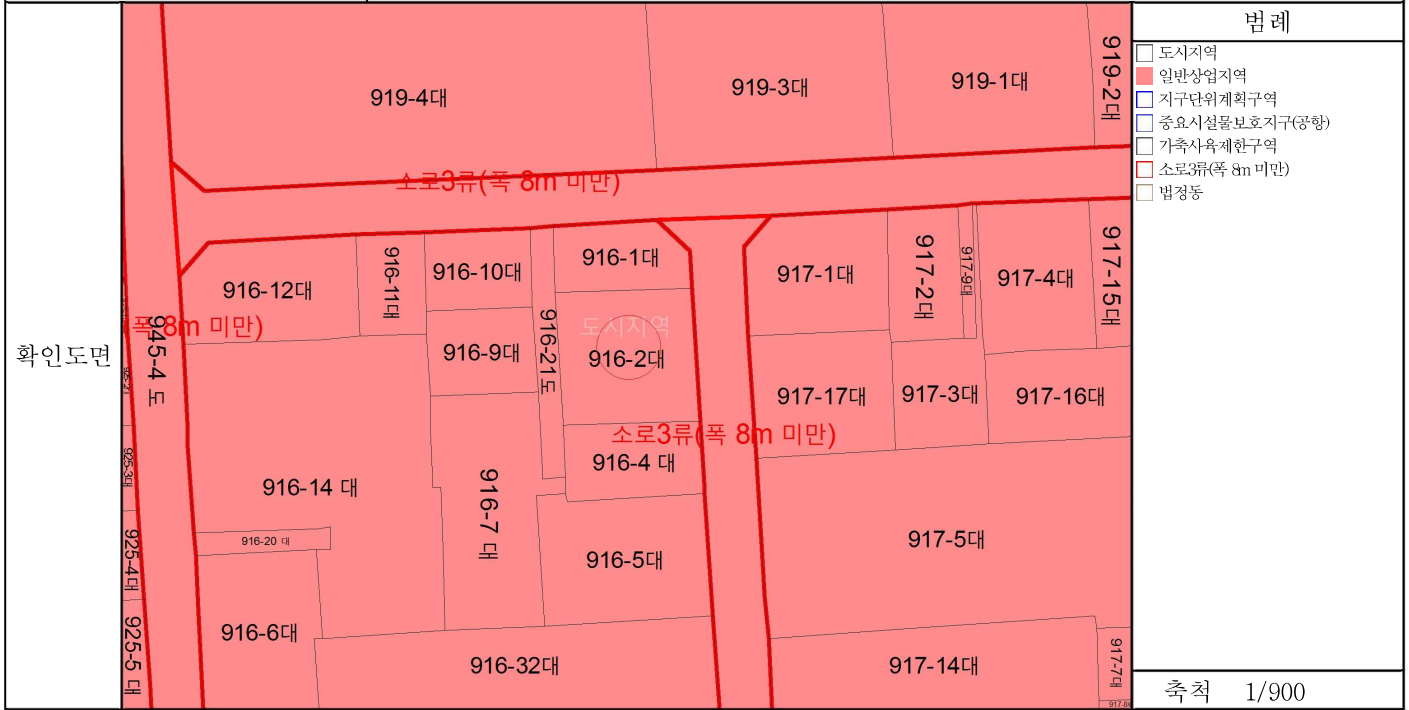 확인도면
919-4대
919-3대
919-1대
919-2대
소로3류(폭 8m 미만)
916-12대
916-11대
916-10대
916-1대
917-1대
917-2대
917-9대
917-4대
917-15대
폭 8m 미만)
945-4 도
916-9대
916-21도
도시지역
916-2대
917-17대
917-3대
917-16대
소로3류(폭 8m 미만)
925-3대
916-14 대
916-7 대
916-4 대
916-20 대
925-4대
916-5대
917-5대
925-5 대
916-6대
916-32대
917-14대
917-7대
범례
도시지역
일반상업지역
지구단위계획구역
중요시설물보호지구(공항)
가축사육제한구역
소로3류(폭 8m 미만)
법정동
축척 1/900